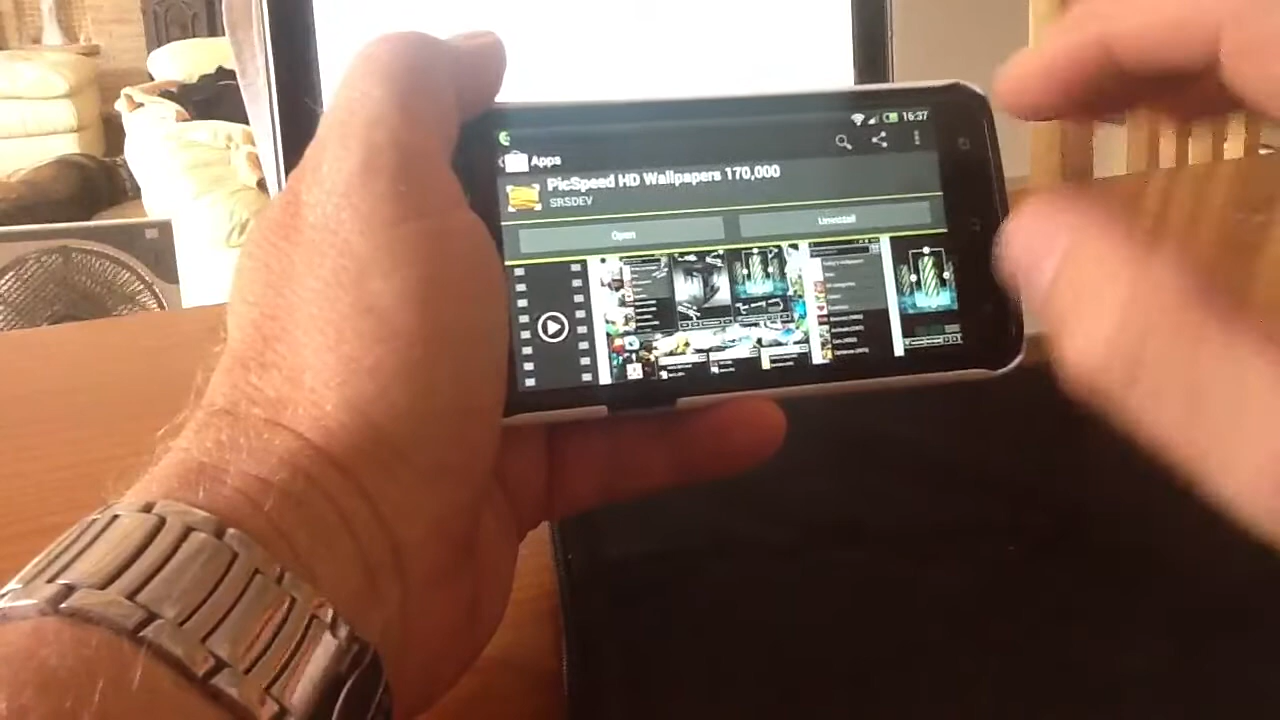 16:37
Apps
PicSpeed HD Wallpapers 170,000
SRSDEV
Open
Uninstall